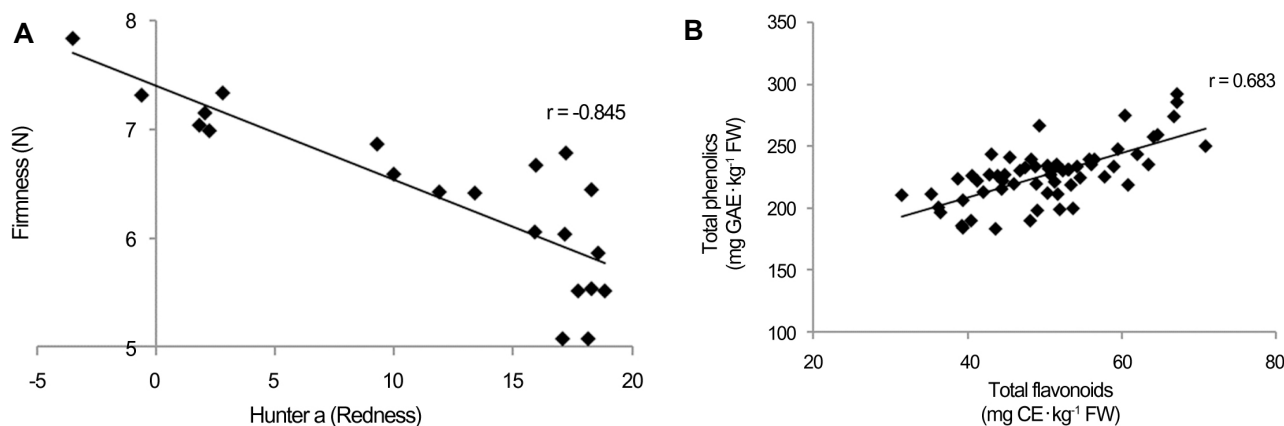 A
8
7
6
5
Firmness (N)
r = -0.845
-5 0 5 10 15 20
Hunter a (Redness)
B
350
300
250
200
150
100
Total phenolics
(mg GAE·kg⁻¹ FW)
r = 0.683
20 40 60 80
Total flavonoids
(mg CE·kg⁻¹ FW)